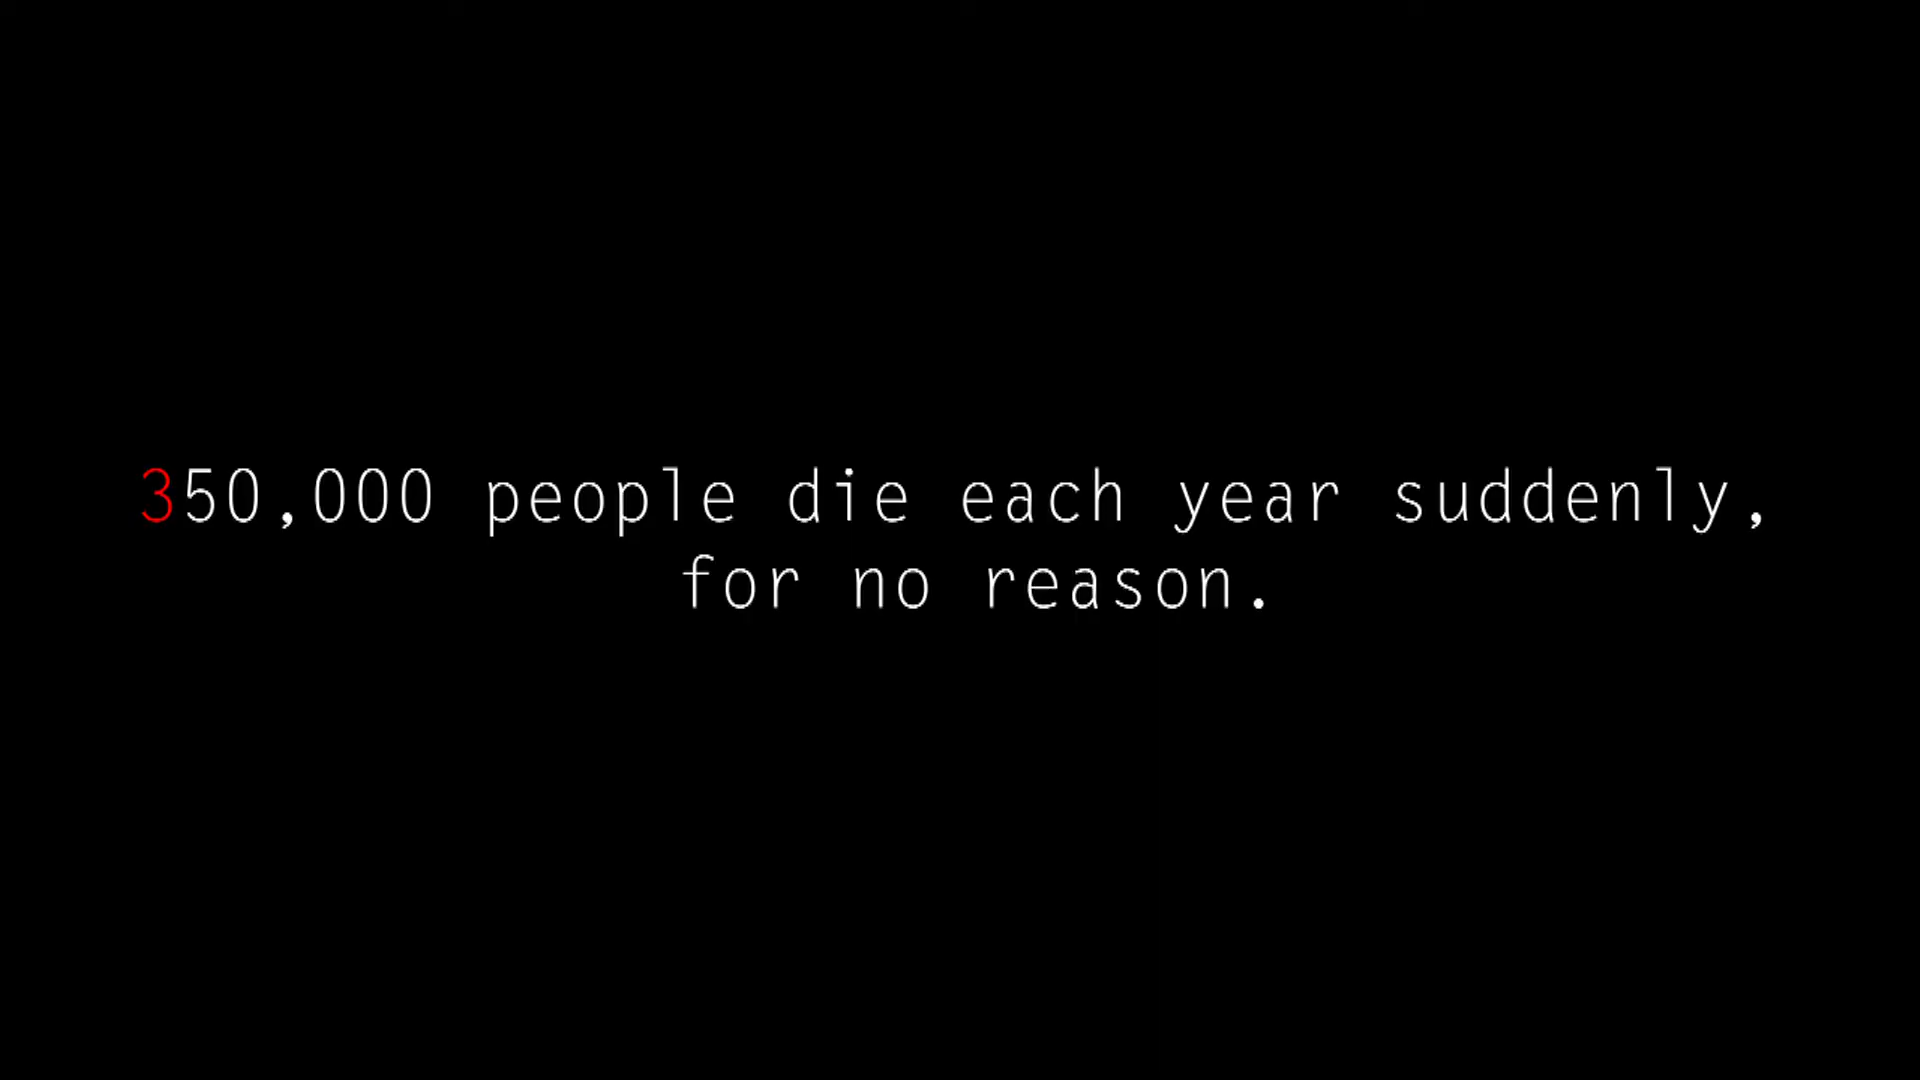 350,000 people die each year suddenly,
for no reason.